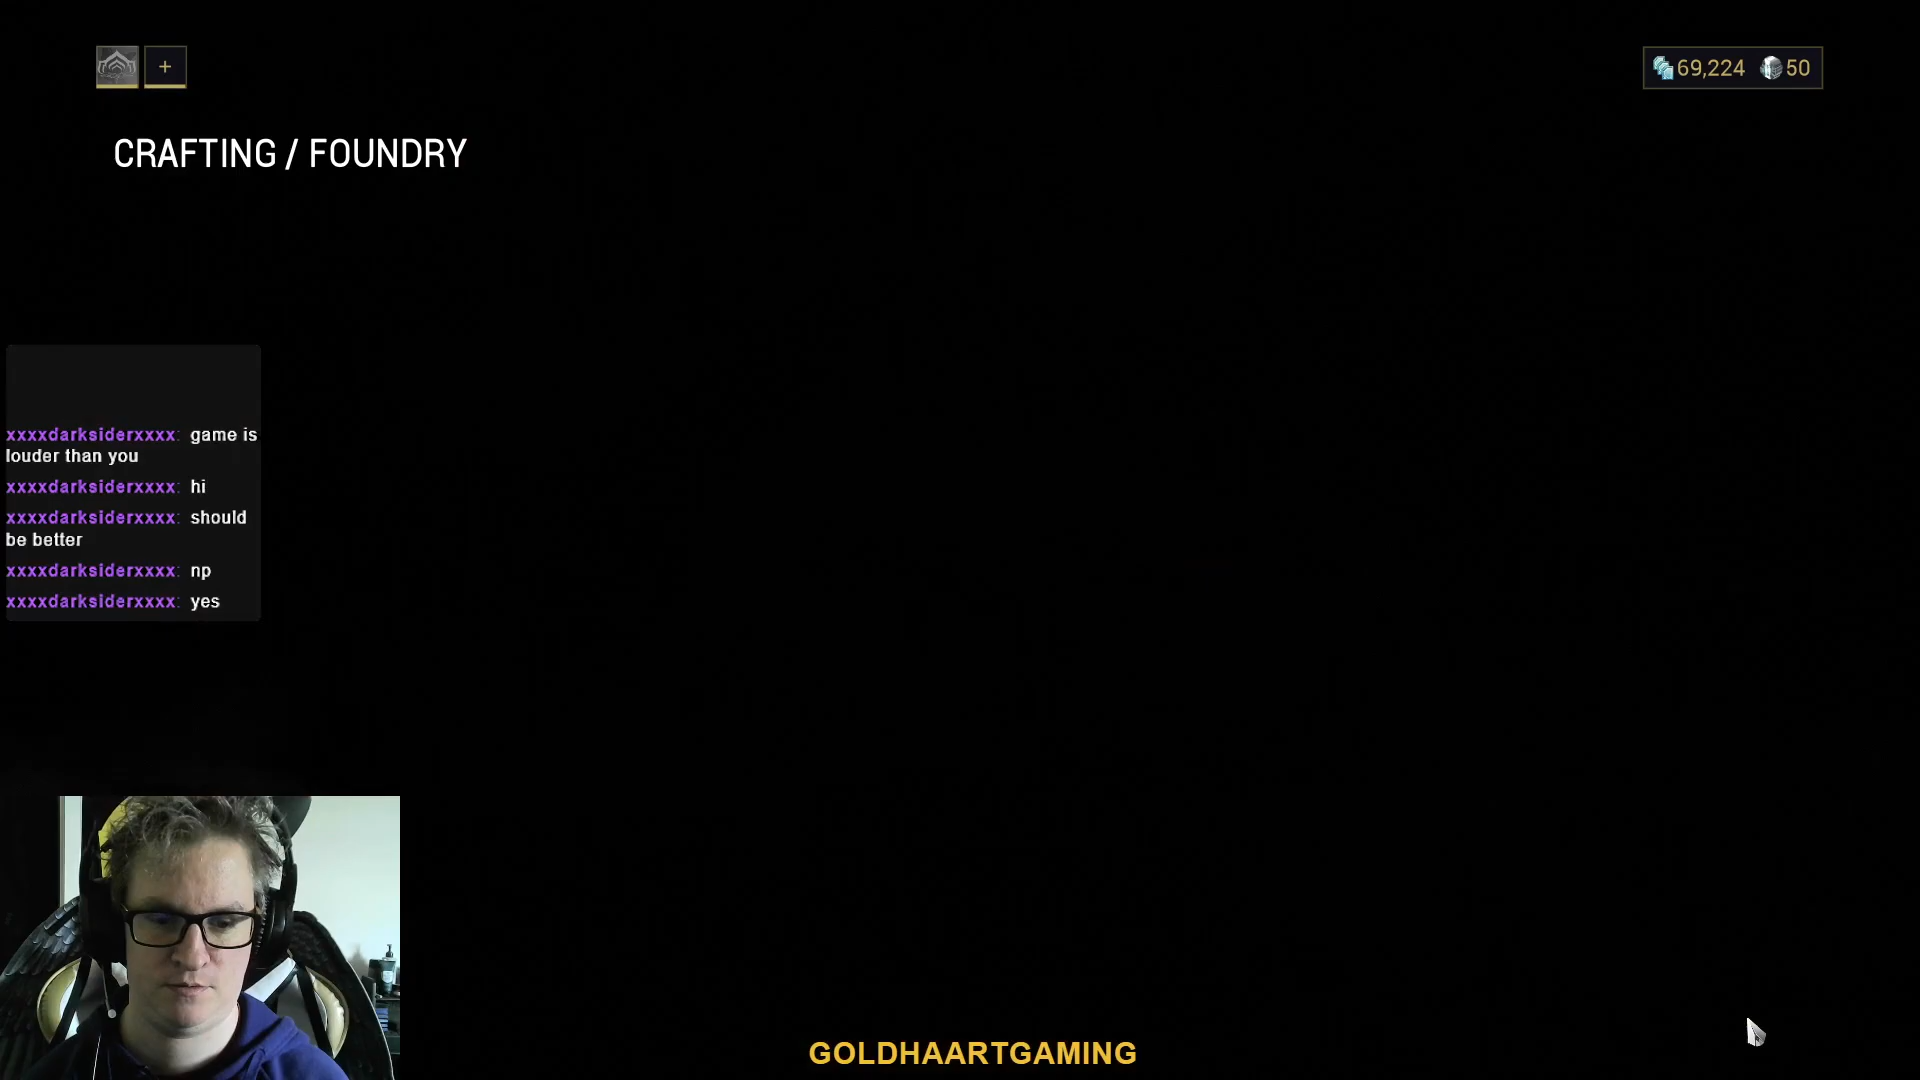 +
69,224 50
CRAFTING / FOUNDRY
xxxxdarksiderxxxx: game is
louder than you
xxxxdarksiderxxxx: hi
xxxxdarksiderxxxx: should
be better
xxxxdarksiderxxxx: np
xxxxdarksiderxxxx: yes
GOLDHAARTGAMING